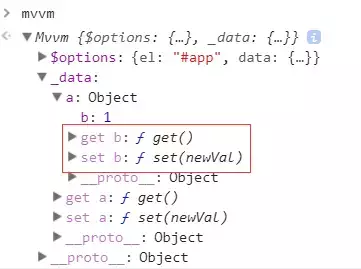 > mvvm
< ▼ Mvvm {$options: {…}, _data: {…}} i
▶ $options: {el: "#app", data: {…}}
▼ _data:
▼ a: Object
b: 1
▶ get b: ƒ get()
▶ set b: ƒ set(newVal)
▶ __proto__: Object
▶ get a: ƒ get()
▶ set a: ƒ set(newVal)
▶ __proto__: Object
▶ __proto__: Object